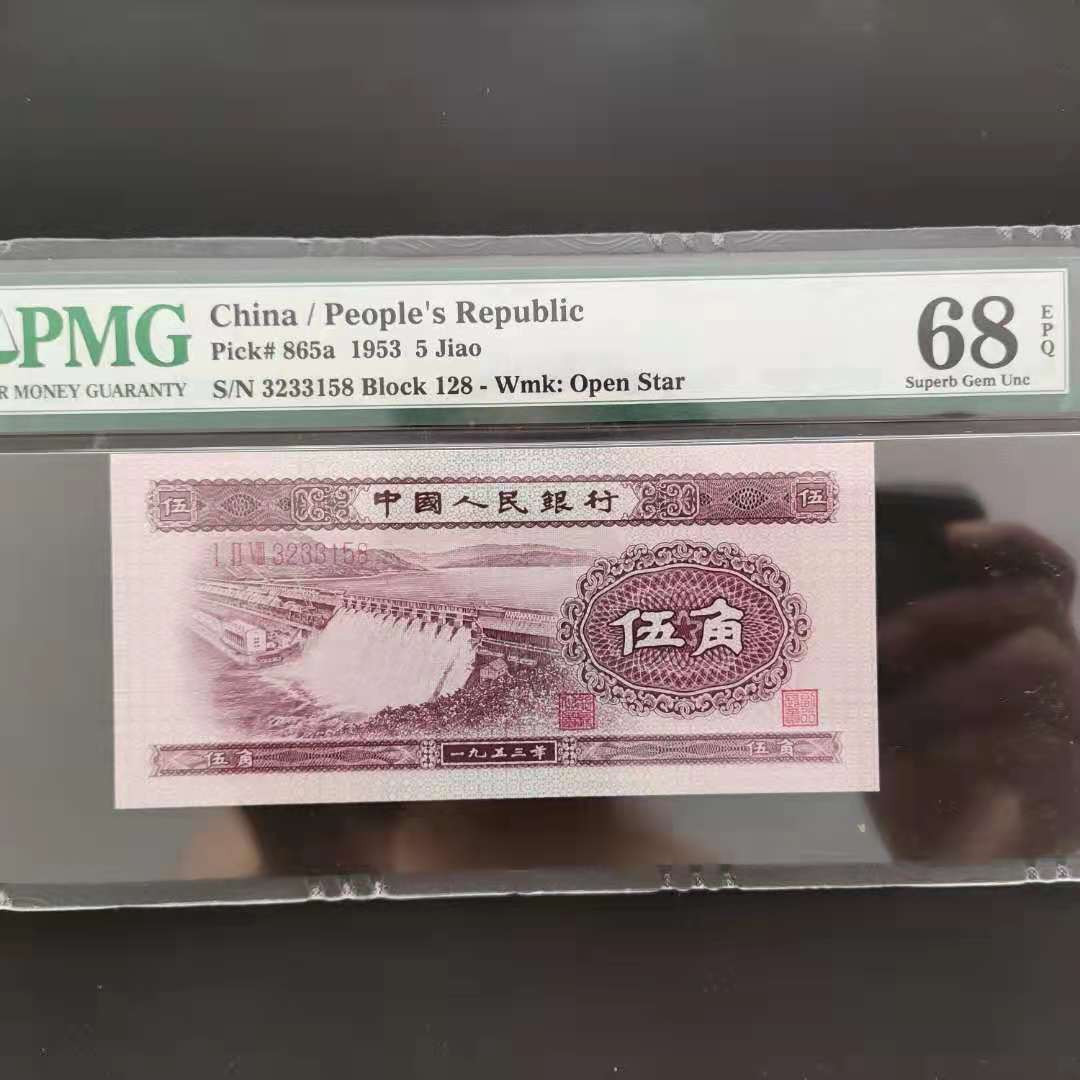 PMG
China / People's Republic
Pick# 865a 1953 5 Jiao
R MONEY GUARANTY
S/N 3233158 Block 128 - Wmk: Open Star
68
EPQ
Superb Gem Unc
伍
中國人民銀行
伍
I II VIII 3233158
伍角
伍角
一九五三年
伍角